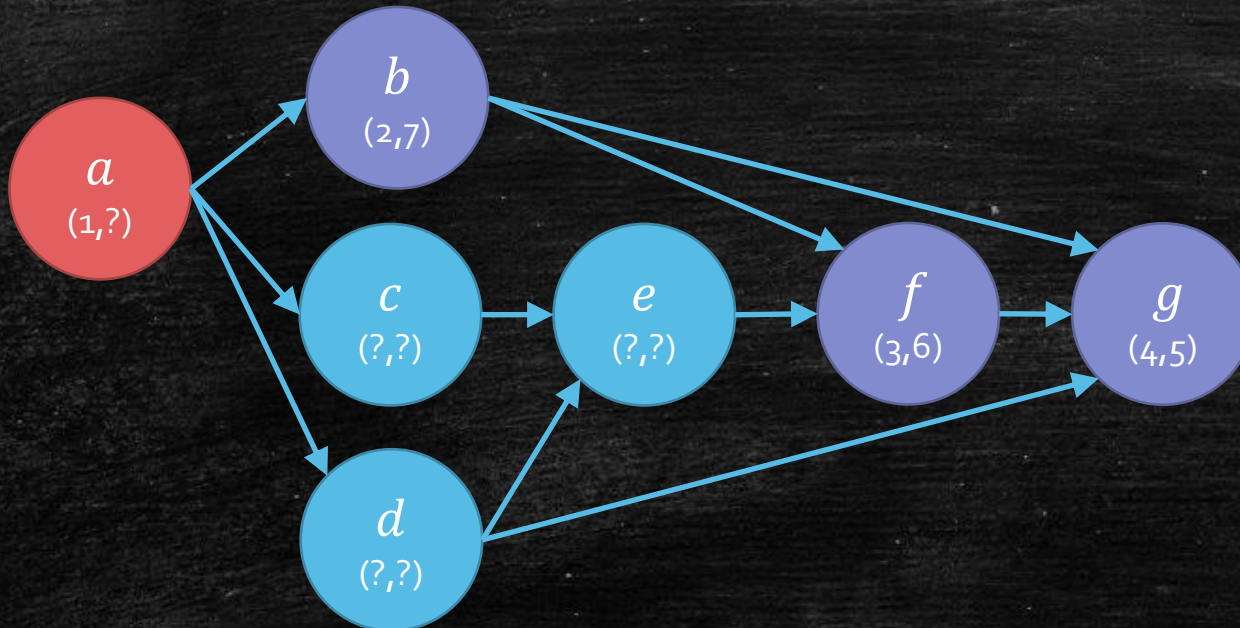 a
(1,?)
b
(2,7)
c
(?,?)
e
(?,?)
f
(3,6)
g
(4,5)
d
(?,?)